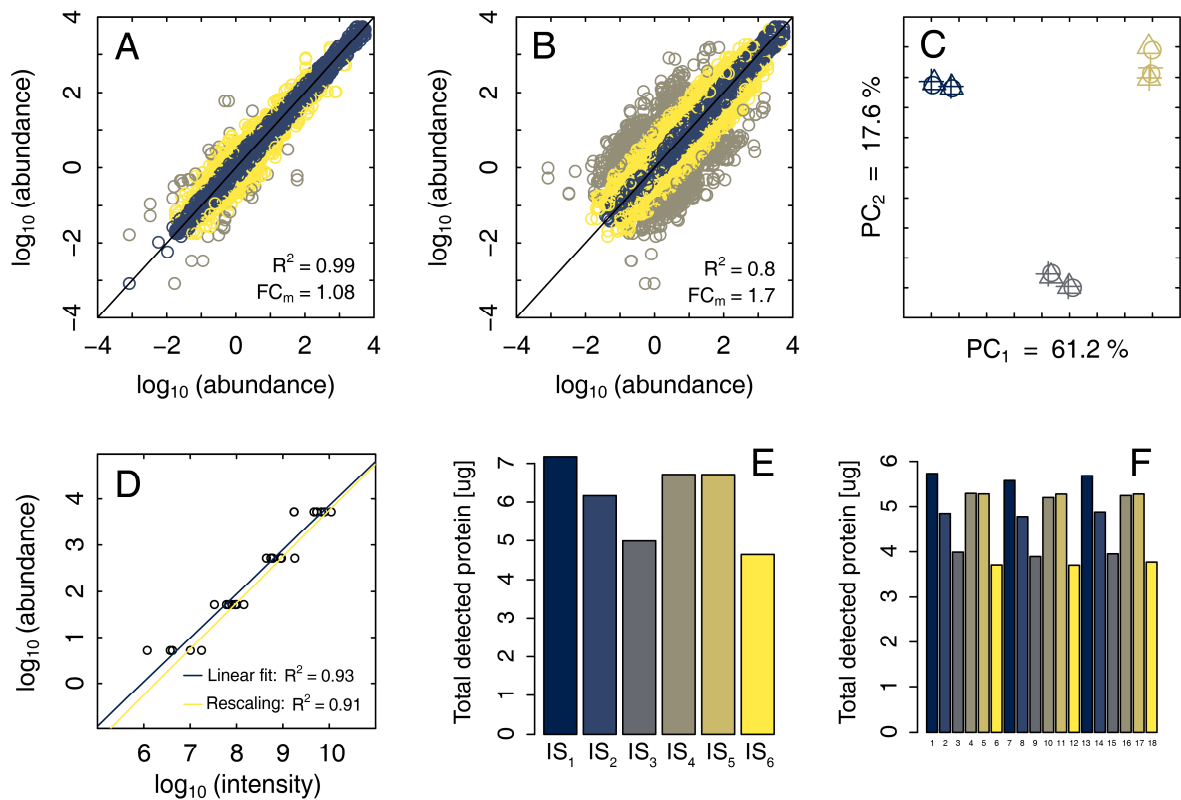 A
4
2
0
−2
−4
log10 (abundance)
R2 = 0.99
FCm = 1.08
−4 −2 0 2 4
log10 (abundance)
B
4
2
0
−2
−4
log10 (abundance)
R2 = 0.8
FCm = 1.7
−4 −2 0 2 4
log10 (abundance)
C
PC2 = 17.6 %
PC1 = 61.2 %
D
4
3
2
1
0
log10 (abundance)
Linear fit: R2 = 0.93
Rescaling: R2 = 0.91
6 7 8 9 10
log10 (intensity)
E
7
6
5
4
3
2
1
0
Total detected protein [ug]
IS1 IS2 IS3 IS4 IS5 IS6
F
6
5
4
3
2
1
0
Total detected protein [ug]
1 2 3 4 5 6 7 8 9 10 11 12 13 14 15 16 17 18